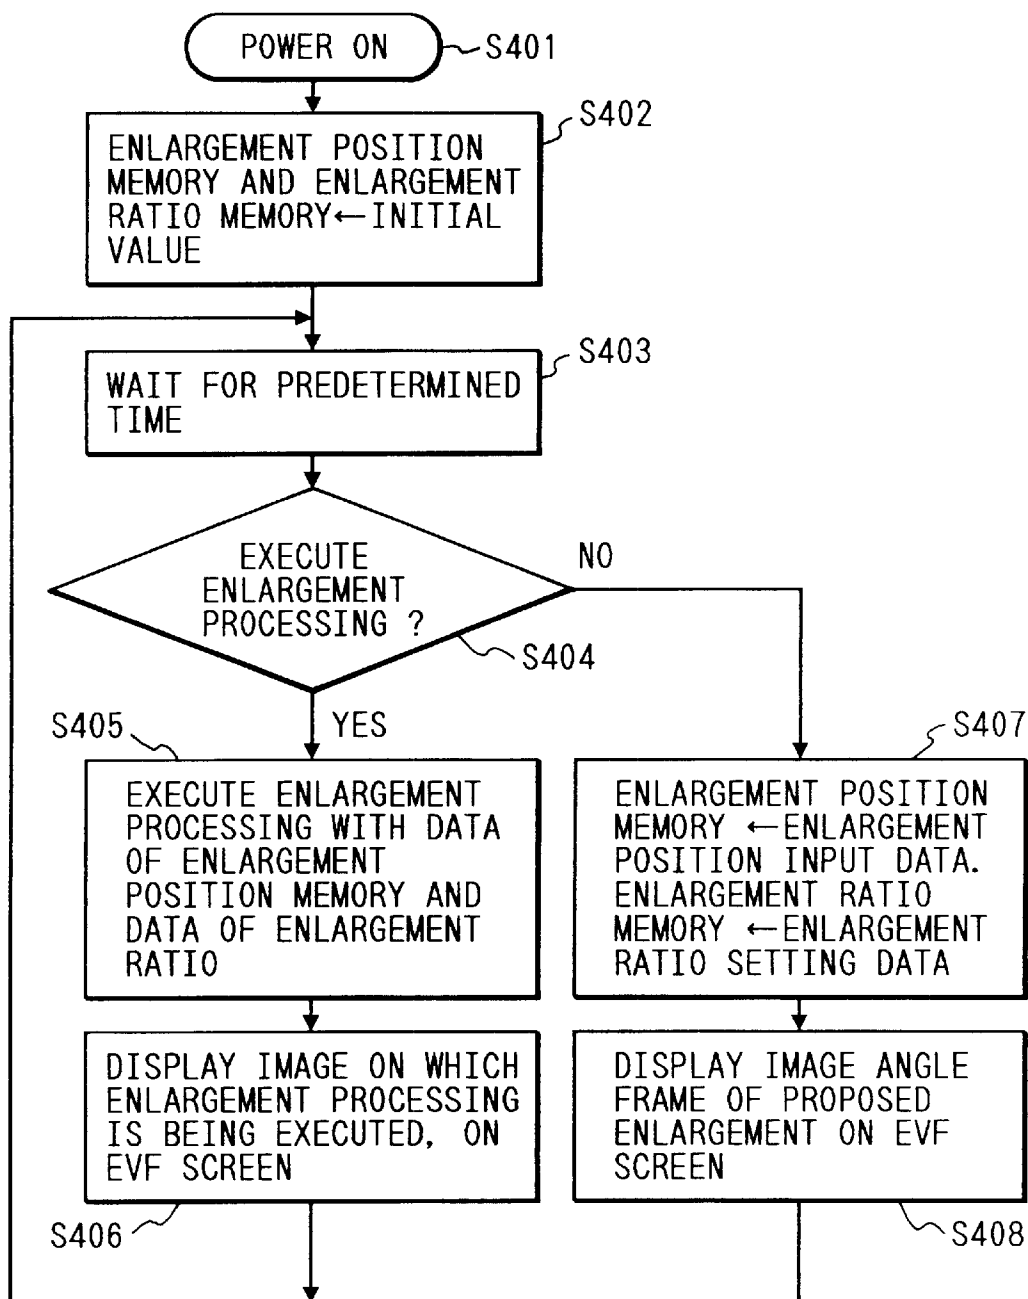 POWER ON
S401
S402
ENLARGEMENT POSITION
MEMORY AND ENLARGEMENT
RATIO MEMORY←INITIAL
VALUE
S403
WAIT FOR PREDETERMINED
TIME
EXECUTE
ENLARGEMENT
PROCESSING ?
NO
S404
YES
S405
EXECUTE ENLARGEMENT
PROCESSING WITH DATA
OF ENLARGEMENT
POSITION MEMORY AND
DATA OF ENLARGEMENT
RATIO
S407
ENLARGEMENT POSITION
MEMORY ←ENLARGEMENT
POSITION INPUT DATA.
ENLARGEMENT RATIO
MEMORY ←ENLARGEMENT
RATIO SETTING DATA
DISPLAY IMAGE ON WHICH
ENLARGEMENT PROCESSING
IS BEING EXECUTED, ON
EVF SCREEN
S406
DISPLAY IMAGE ANGLE
FRAME OF PROPOSED
ENLARGEMENT ON EVF
SCREEN
S408